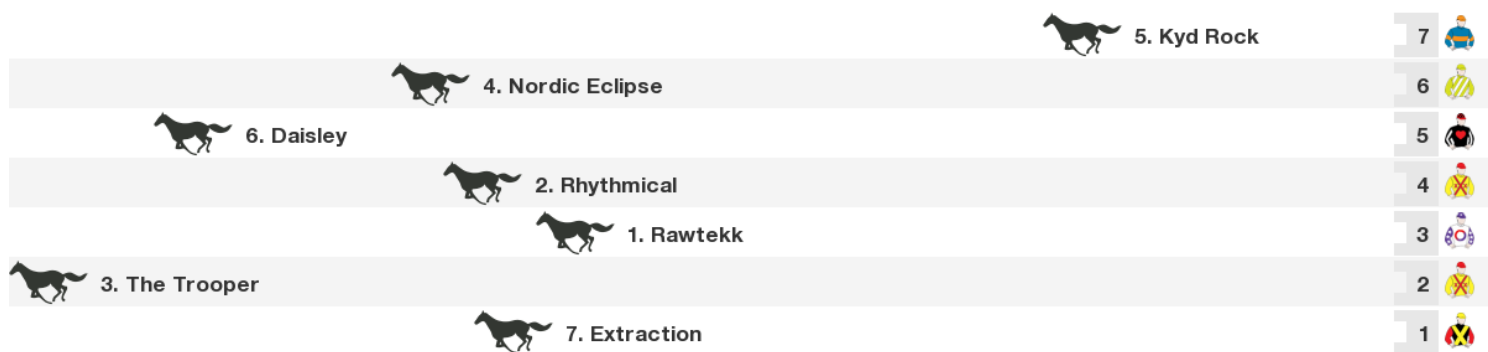 5. Kyd Rock 7
4. Nordic Eclipse 6
6. Daisley 5
2. Rhythmical 4
1. Rawtekk 3
3. The Trooper 2
7. Extraction 1